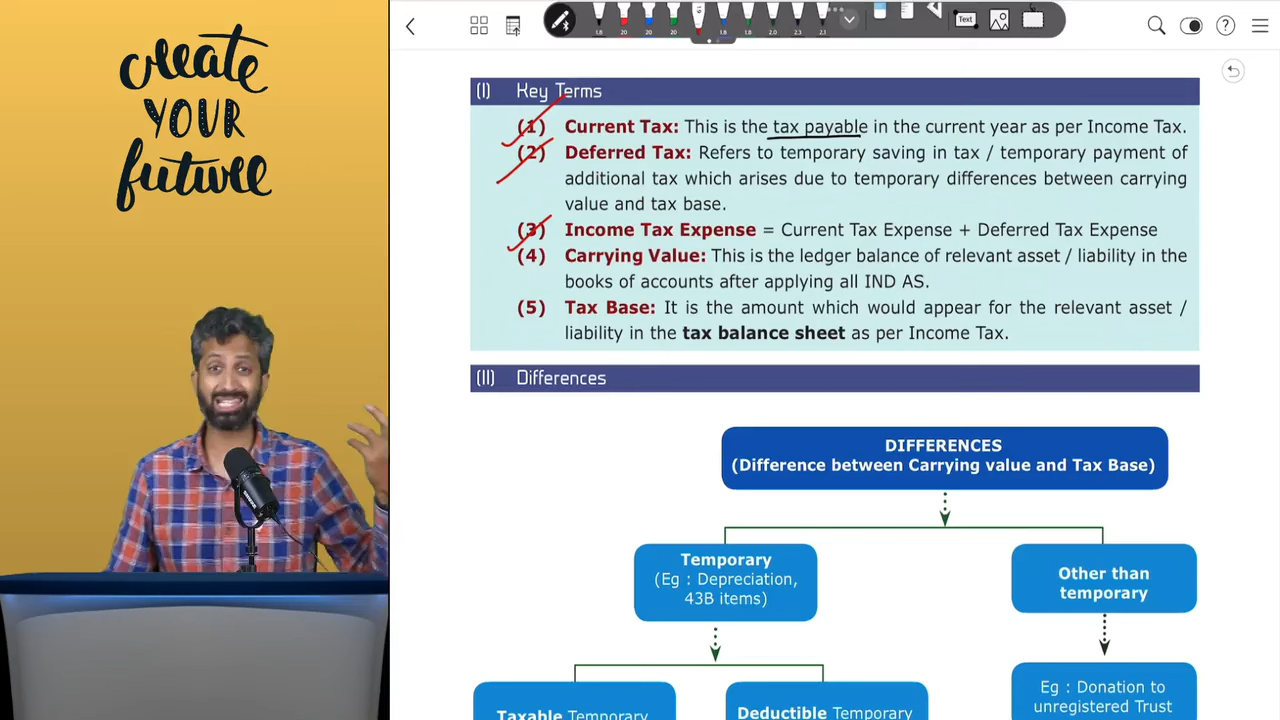 create
YOUR
future
Text
(I) Key Terms
(1) Current Tax: This is the tax payable in the current year as per Income Tax.
(2) Deferred Tax: Refers to temporary saving in tax / temporary payment of
additional tax which arises due to temporary differences between carrying
value and tax base.
(3) Income Tax Expense = Current Tax Expense + Deferred Tax Expense
(4) Carrying Value: This is the ledger balance of relevant asset / liability in the
books of accounts after applying all IND AS.
(5) Tax Base: It is the amount which would appear for the relevant asset /
liability in the tax balance sheet as per Income Tax.
(II) Differences
DIFFERENCES
(Difference between Carrying value and Tax Base)
Temporary
(Eg : Depreciation,
43B items)
Other than
temporary
Taxable Temporary
Deductible Temporary
Eg : Donation to
unregistered Trust